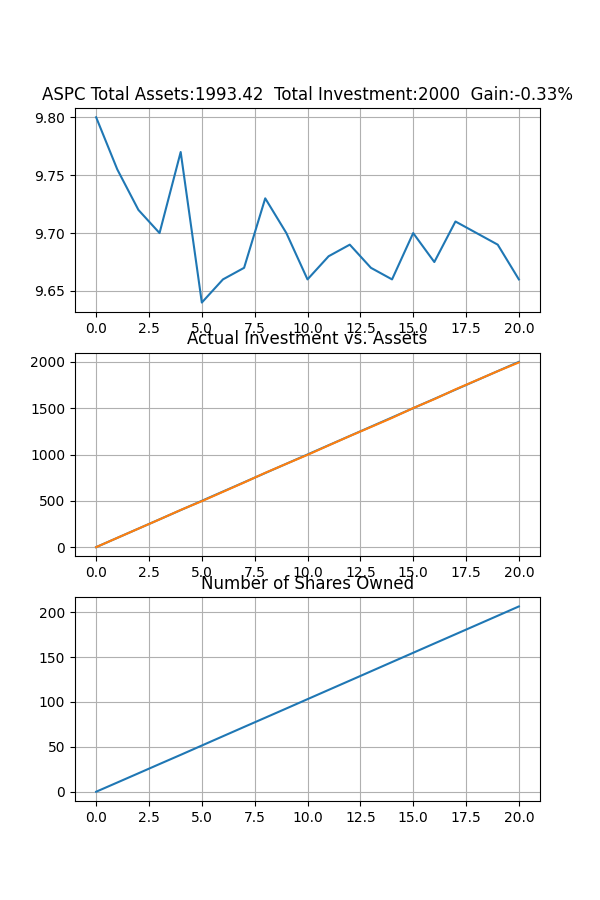 ASPC Total Assets:1993.42  Total Investment:2000  Gain:-0.33%
9.80
9.75
9.70
9.65
0.0 2.5 5.0 7.5 10.0 12.5 15.0 17.5 20.0
Actual Investment vs. Assets
2000
1500
1000
500
0
0.0 2.5 5.0 7.5 10.0 12.5 15.0 17.5 20.0
Number of Shares Owned
200
150
100
50
0
0.0 2.5 5.0 7.5 10.0 12.5 15.0 17.5 20.0